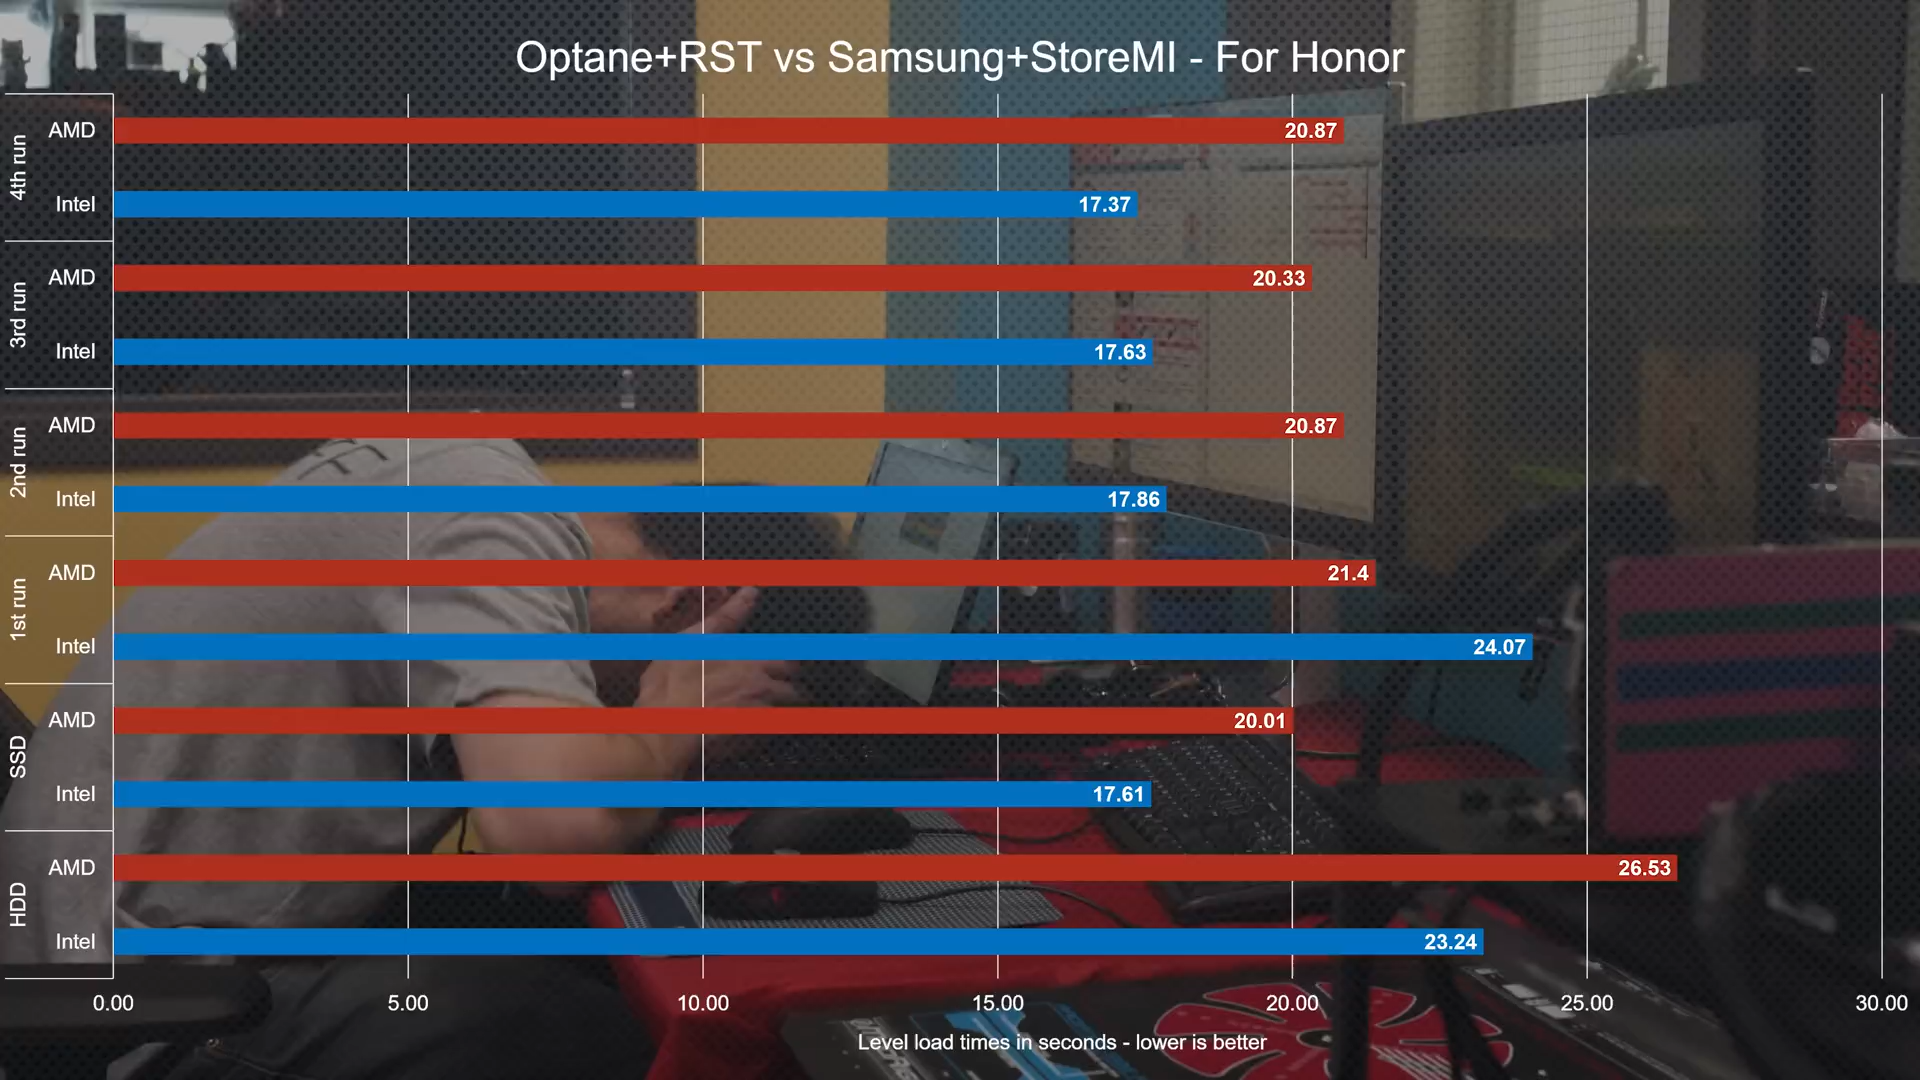 Optane+RST vs Samsung+StoreMI - For Honor
4th run
AMD
20.87
Intel
17.37
3rd run
AMD
20.33
Intel
17.63
2nd run
AMD
20.87
Intel
17.86
1st run
AMD
21.4
Intel
24.07
SSD
AMD
20.01
Intel
17.61
HDD
AMD
26.53
Intel
23.24
0.00 5.00 10.00 15.00 20.00 25.00 30.00
Level load times in seconds - lower is better